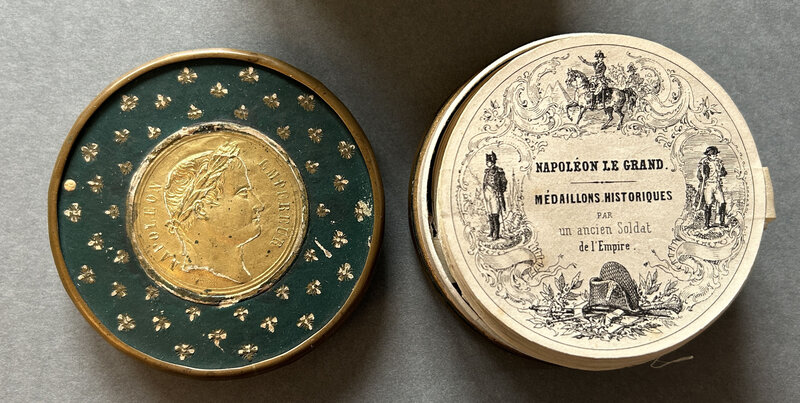 NAPOLEON EMPEREUR
NAPOLÉON LE GRAND.
MÉDAILLONS HISTORIQUES
PAR
un ancien Soldat
de l'Empire.